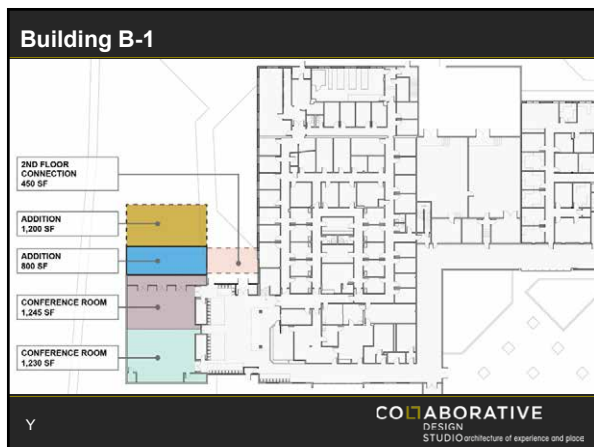 Building B-1
2ND FLOOR
CONNECTION
450 SF
ADDITION
1,200 SF
ADDITION
800 SF
CONFERENCE ROOM
1,245 SF
CONFERENCE ROOM
1,230 SF
Y
COLLABORATIVE
DESIGN
STUDIO architecture of experience and place